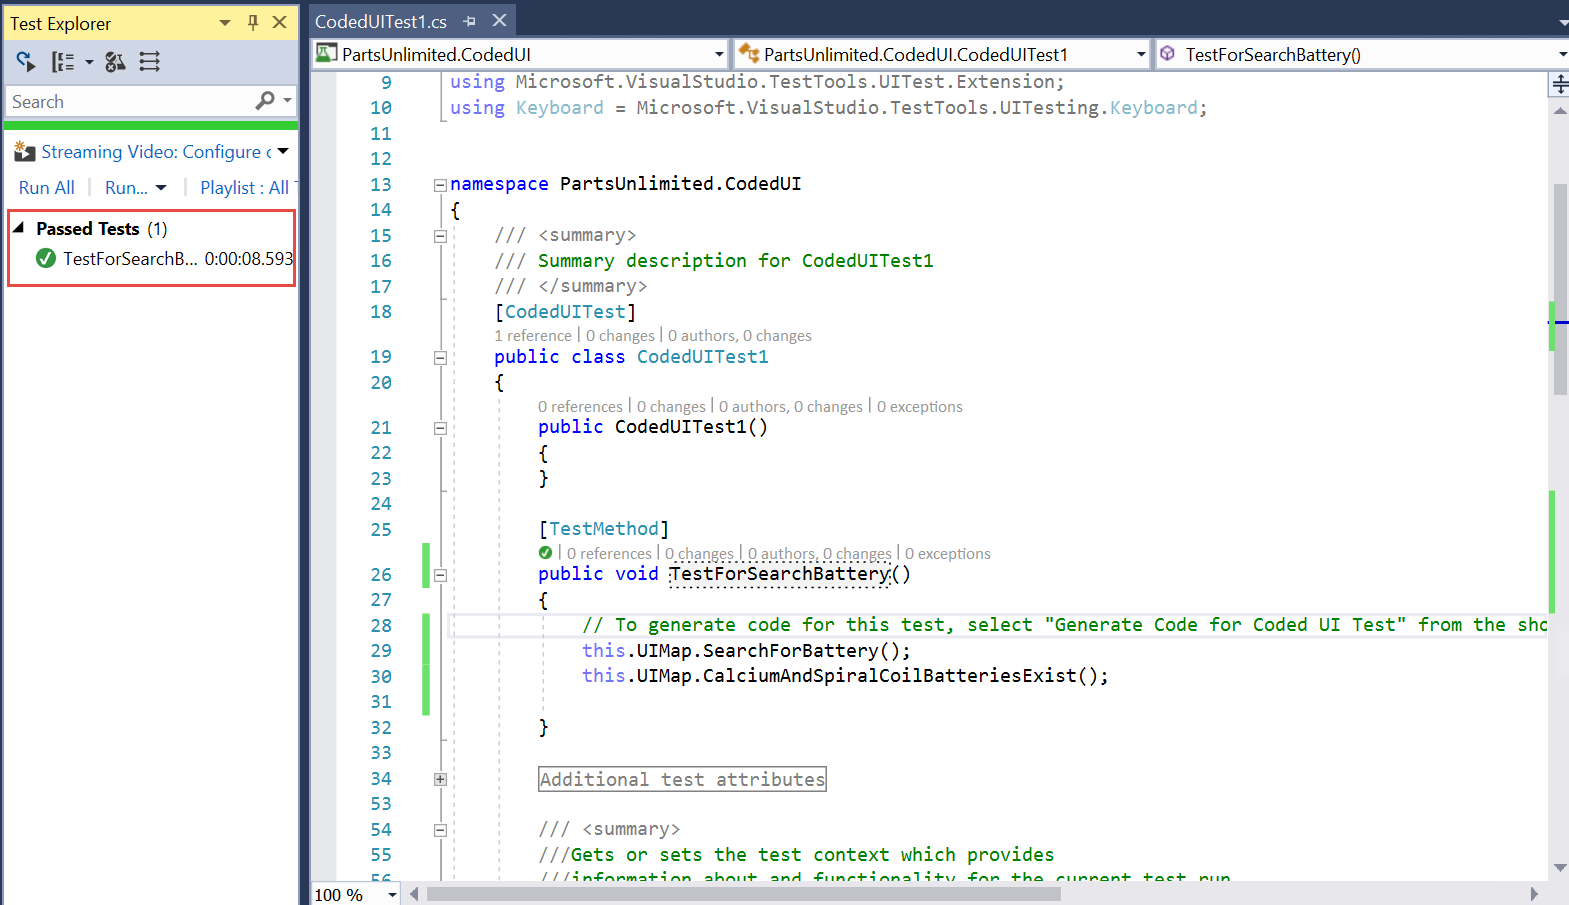 Test Explorer
Search
Streaming Video: Configure
Run All | Run... Playlist : All
Passed Tests (1)
TestForSearchB... 0:00:08.593
CodedUITest1.cs
PartsUnlimited.CodedUI PartsUnlimited.CodedUI.CodedUITest1 TestForSearchBattery()
9 using Microsoft.VisualStudio.TestTools.UITest.Extension;
10 using Keyboard = Microsoft.VisualStudio.TestTools.UITesting.Keyboard;
11
12
13 namespace PartsUnlimited.CodedUI
14 {
15 /// <summary>
16 /// Summary description for CodedUITest1
17 /// </summary>
18 [CodedUITest]
1 reference | 0 changes | 0 authors, 0 changes
19 public class CodedUITest1
20 {
0 references | 0 changes | 0 authors, 0 changes | 0 exceptions
21 public CodedUITest1()
22 {
23 }
24
25 [TestMethod]
| 0 references | 0 changes | 0 authors, 0 changes | 0 exceptions
26 public void TestForSearchBattery()
27 {
28 // To generate code for this test, select "Generate Code for Coded UI Test" from the sho
29 this.UIMap.SearchForBattery();
30 this.UIMap.CalciumAndSpiralCoilBatteriesExist();
31
32 }
33
34 Additional test attributes
53
54 /// <summary>
55 ///Gets or sets the test context which provides
56 ///information about and functionality for the current test run
100 %